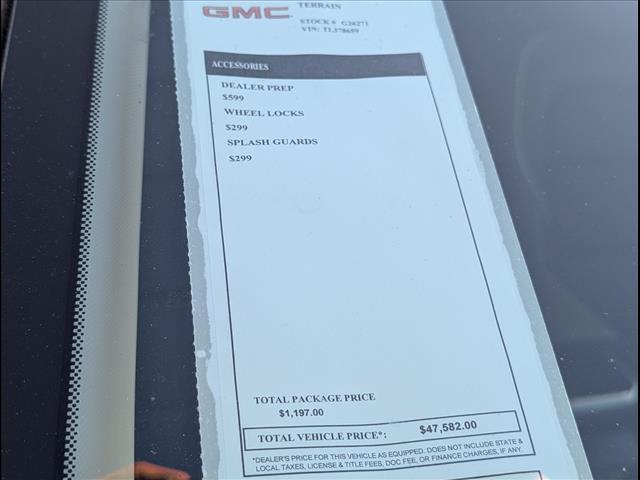 TERRAIN
GMC
STOCK # G26271
VIN: TL378659
ACCESSORIES
DEALER PREP
$599
WHEEL LOCKS
$299
SPLASH GUARDS
$299
TOTAL PACKAGE PRICE
$1,197.00
TOTAL VEHICLE PRICE*: $47,582.00
*DEALER'S PRICE FOR THIS VEHICLE AS EQUIPPED. DOES NOT INCLUDE STATE &
LOCAL TAXES, LICENSE & TITLE FEES, DOC FEE, OR FINANCE CHARGES, IF ANY.